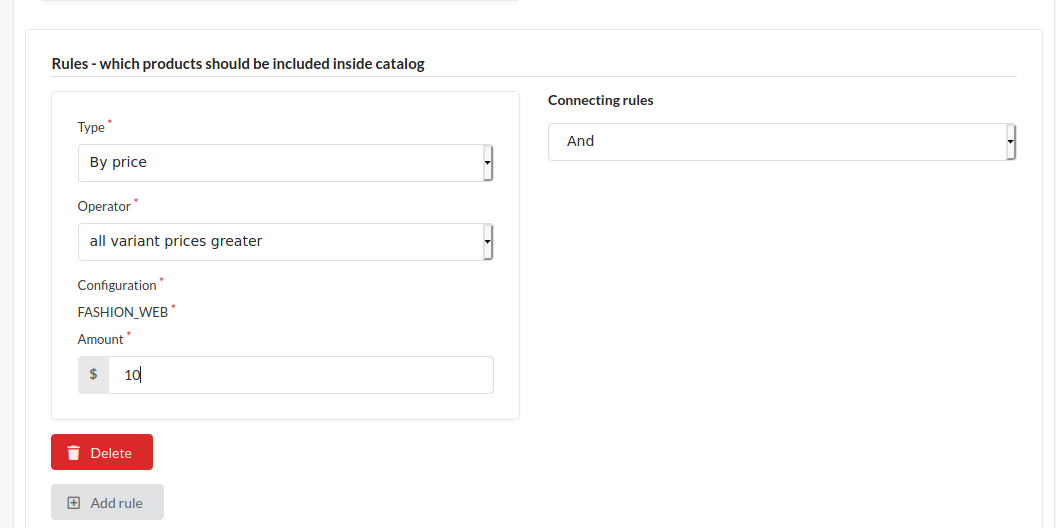 Rules - which products should be included inside catalog
Type *
By price
Operator *
all variant prices greater
Configuration *
FASHION_WEB *
Amount *
$ 10
Delete
Add rule
Connecting rules
And